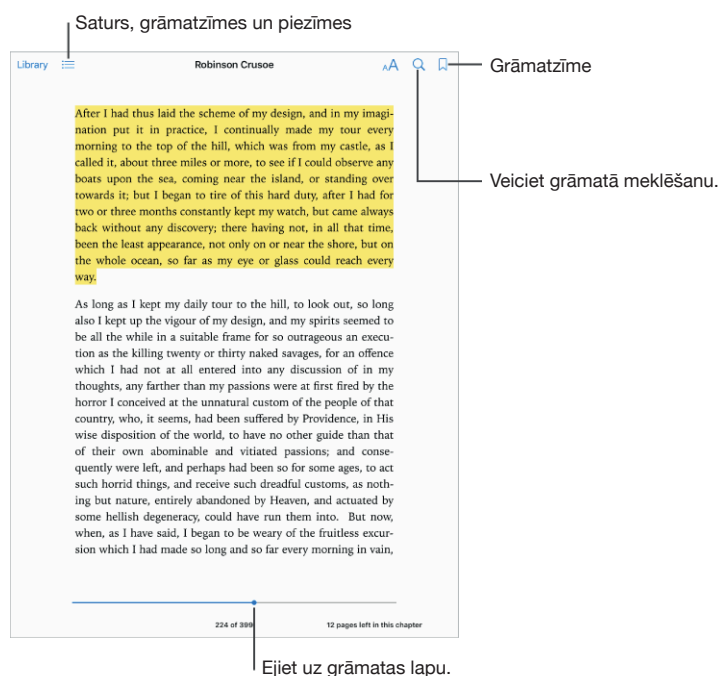 Saturs, grāmatzīmes un piezīmes
Library
Robinson Crusoe
AA
Grāmatzīme
Veiciet grāmatā meklēšanu.
After I had thus laid the scheme of my design, and in my imagi-
nation put it in practice, I continually made my tour every
morning to the top of the hill, which was from my castle, as I
called it, about three miles or more, to see if I could observe any
boats upon the sea, coming near the island, or standing over
towards it; but I began to tire of this hard duty, after I had for
two or three months constantly kept my watch, but came always
back without any discovery; there having not, in all that time,
been the least appearance, not only on or near the shore, but on
the whole ocean, so far as my eye or glass could reach every
way.
As long as I kept my daily tour to the hill, to look out, so long
also I kept up the vigour of my design, and my spirits seemed to
be all the while in a suitable frame for so outrageous an execu-
tion as the killing twenty or thirty naked savages, for an offence
which I had not at all entered into any discussion of in my
thoughts, any farther than my passions were at first fired by the
horror I conceived at the unnatural custom of the people of that
country, who, it seems, had been suffered by Providence, in His
wise disposition of the world, to have no other guide than that
of their own abominable and vitiated passions; and conse-
quently were left, and perhaps had been so for some ages, to act
such horrid things, and receive such dreadful customs, as noth-
ing but nature, entirely abandoned by Heaven, and actuated by
some hellish degeneracy, could have run them into. But now,
when, as I have said, I began to be weary of the fruitless excur-
sion which I had made so long and so far every morning in vain,
224 of 399
12 pages left in this chapter
Ejiet uz grāmatas lapu.